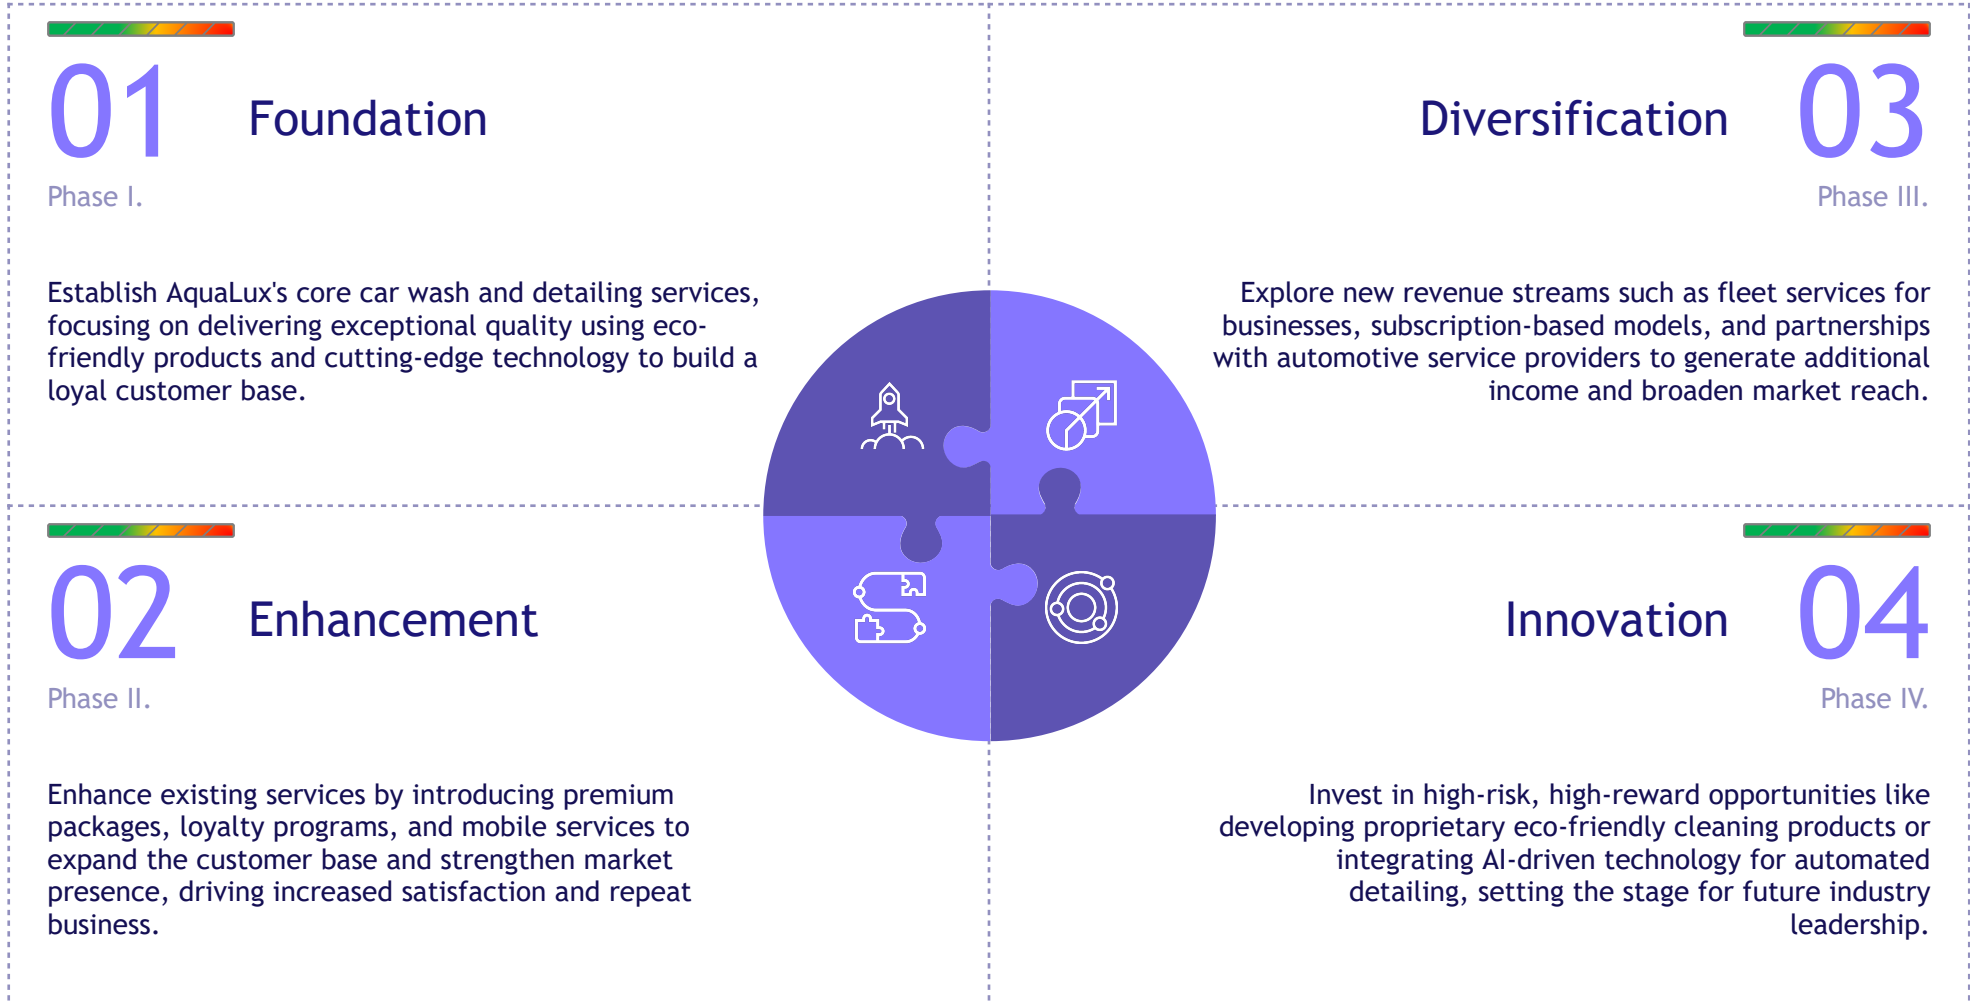 01
Foundation
Phase I.
Establish AquaLux's core car wash and detailing services,
focusing on delivering exceptional quality using eco-
friendly products and cutting-edge technology to build a
loyal customer base.
02
Enhancement
Phase II.
Enhance existing services by introducing premium
packages, loyalty programs, and mobile services to
expand the customer base and strengthen market
presence, driving increased satisfaction and repeat
business.
Diversification
03
Phase III.
Explore new revenue streams such as fleet services for
businesses, subscription-based models, and partnerships
with automotive service providers to generate additional
income and broaden market reach.
Innovation
04
Phase IV.
Invest in high-risk, high-reward opportunities like
developing proprietary eco-friendly cleaning products or
integrating AI-driven technology for automated
detailing, setting the stage for future industry
leadership.